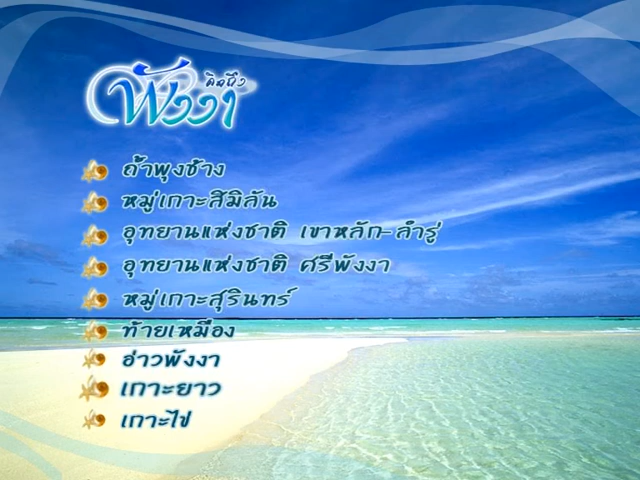 คิดถึง
พังงา
ถ้ำพุงช้าง
หมู่เกาะสิมิลัน
อุทยานแห่งชาติ เขาหลัก-ลำรู่
อุทยานแห่งชาติ ศรีพังงา
หมู่เกาะสุรินทร์
ท้ายเหมือง
อ่าวพังงา
เกาะยาว
เกาะไข่